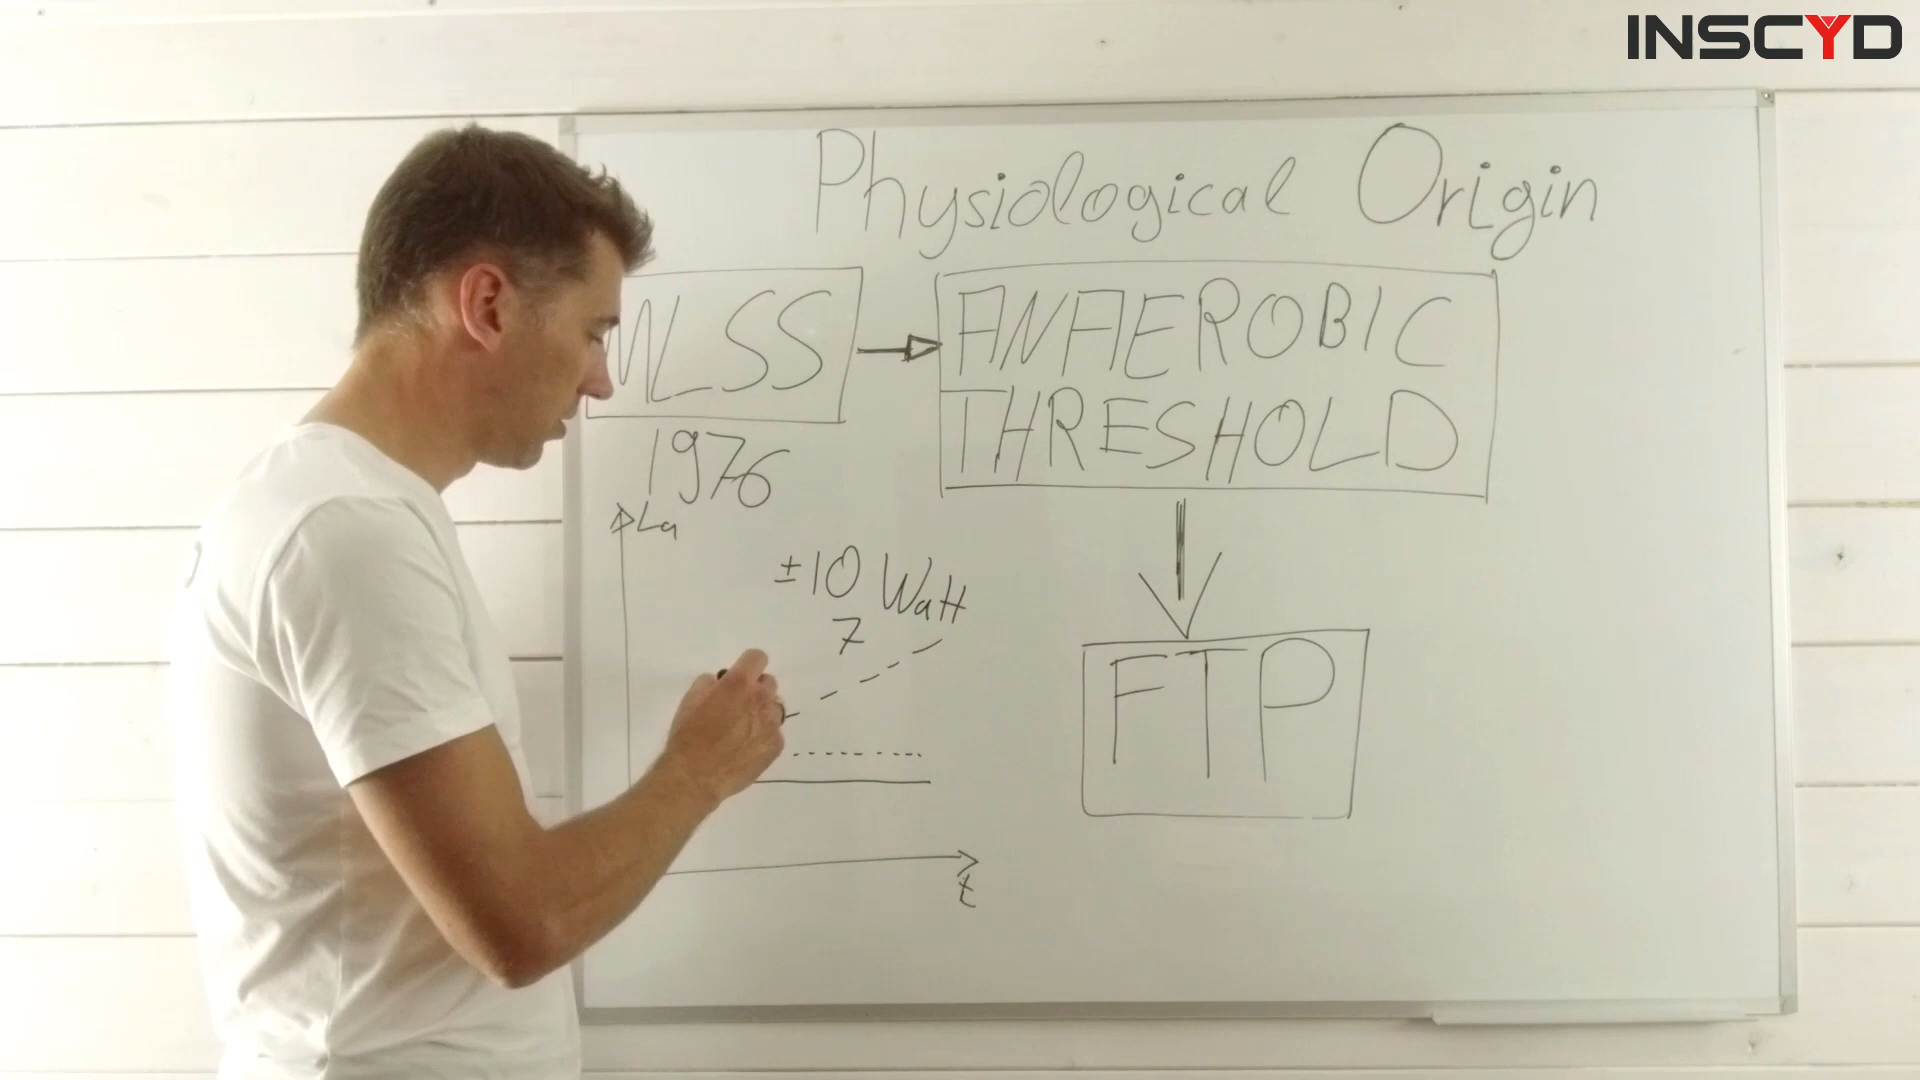 INSCYD
Physiological Origin
MLSS
ANAEROBIC
THRESHOLD
1976
La
±10 Watt
7
FTP
t